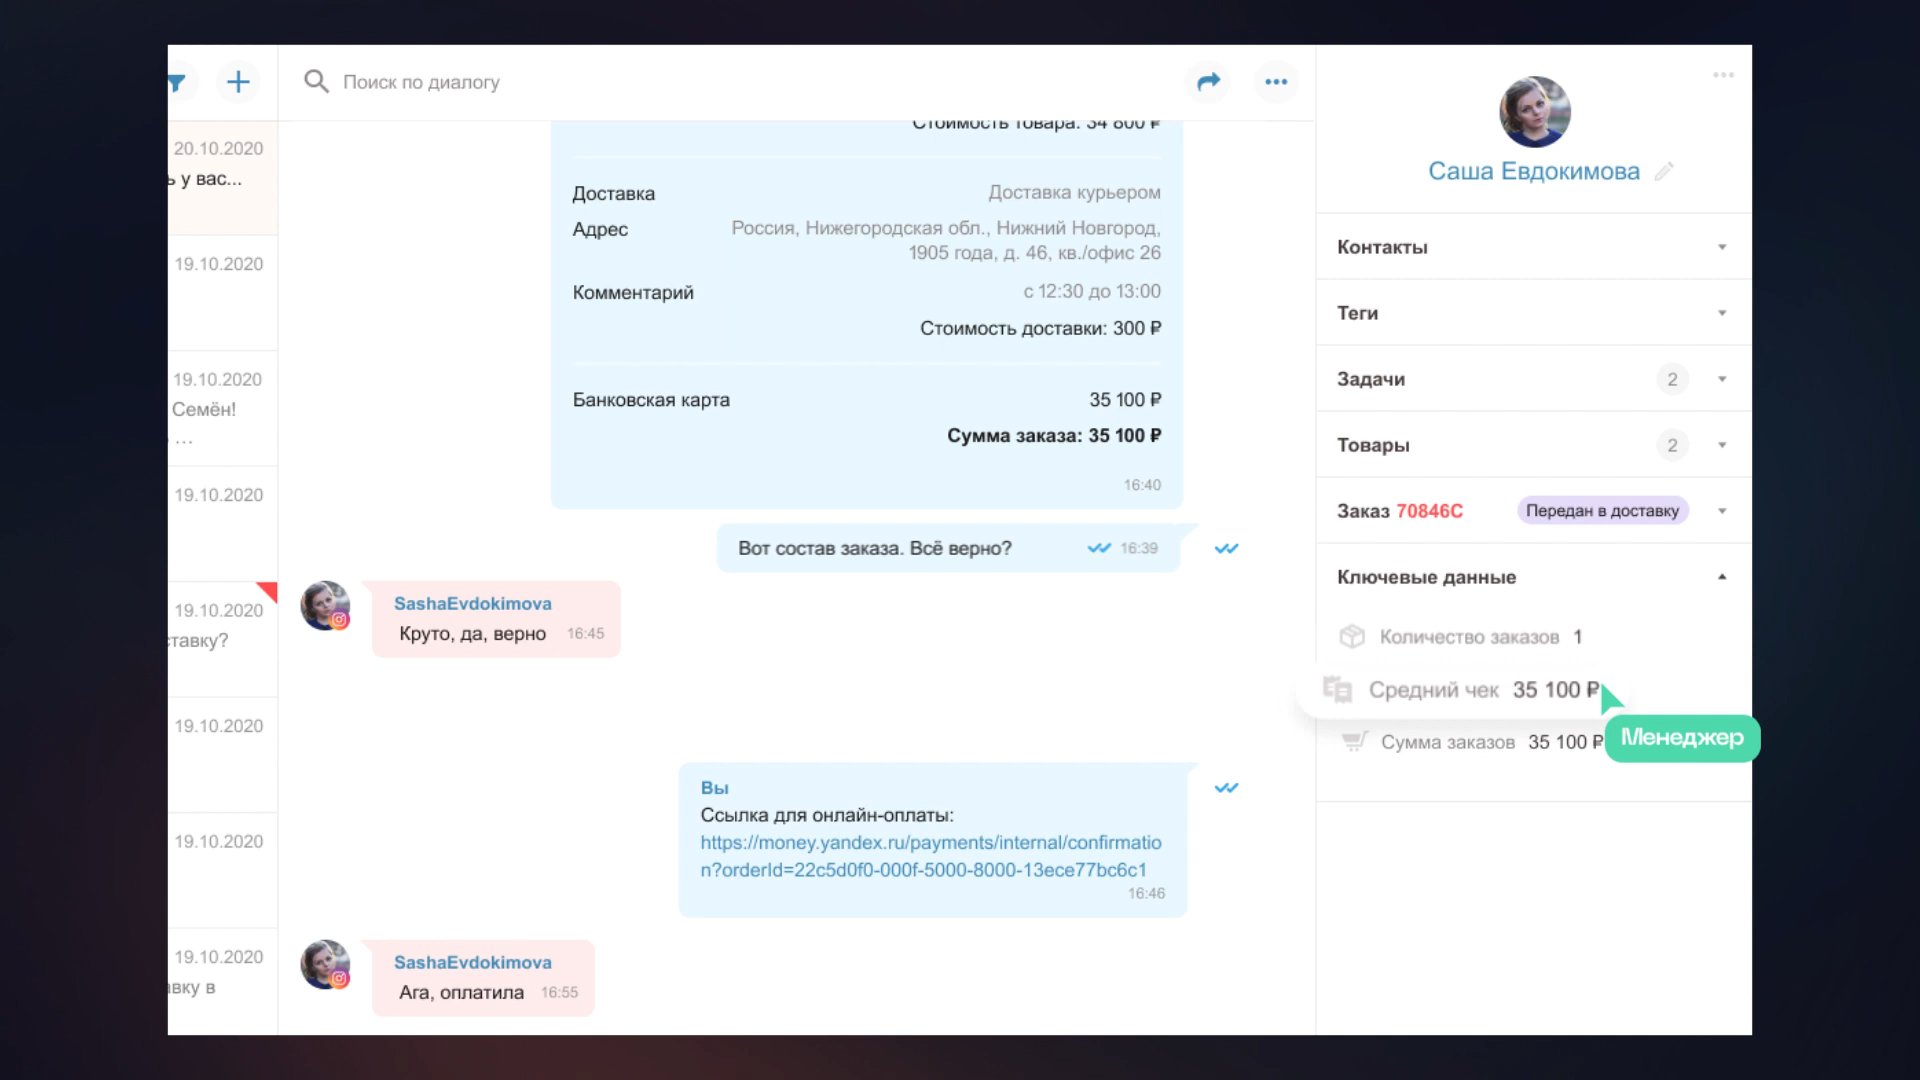 Поиск по диалогу
20.10.2020
ь у вас...
19.10.2020
19.10.2020
Семён!
...
19.10.2020
19.10.2020
ставку?
19.10.2020
19.10.2020
19.10.2020
авку в
Стоимость товара: 34 800 ₽
Доставка Доставка курьером
Адрес Россия, Нижегородская обл., Нижний Новгород,
1905 года, д. 46, кв./офис 26
Комментарий с 12:30 до 13:00
Стоимость доставки: 300 ₽
Банковская карта 35 100 ₽
Сумма заказа: 35 100 ₽
16:40
Вот состав заказа. Всё верно? 16:39
SashaEvdokimova
Круто, да, верно 16:45
Вы
Ссылка для онлайн-оплаты:
https://money.yandex.ru/payments/internal/confirmatio
n?orderId=22c5d0f0-000f-5000-8000-13ece77bc6c1
16:46
SashaEvdokimova
Ага, оплатила 16:55
Саша Евдокимова
Контакты
Теги
Задачи 2
Товары 2
Заказ 70846C Передан в доставку
Ключевые данные
Количество заказов 1
Средний чек 35 100 ₽
Менеджер
Сумма заказов 35 100 ₽